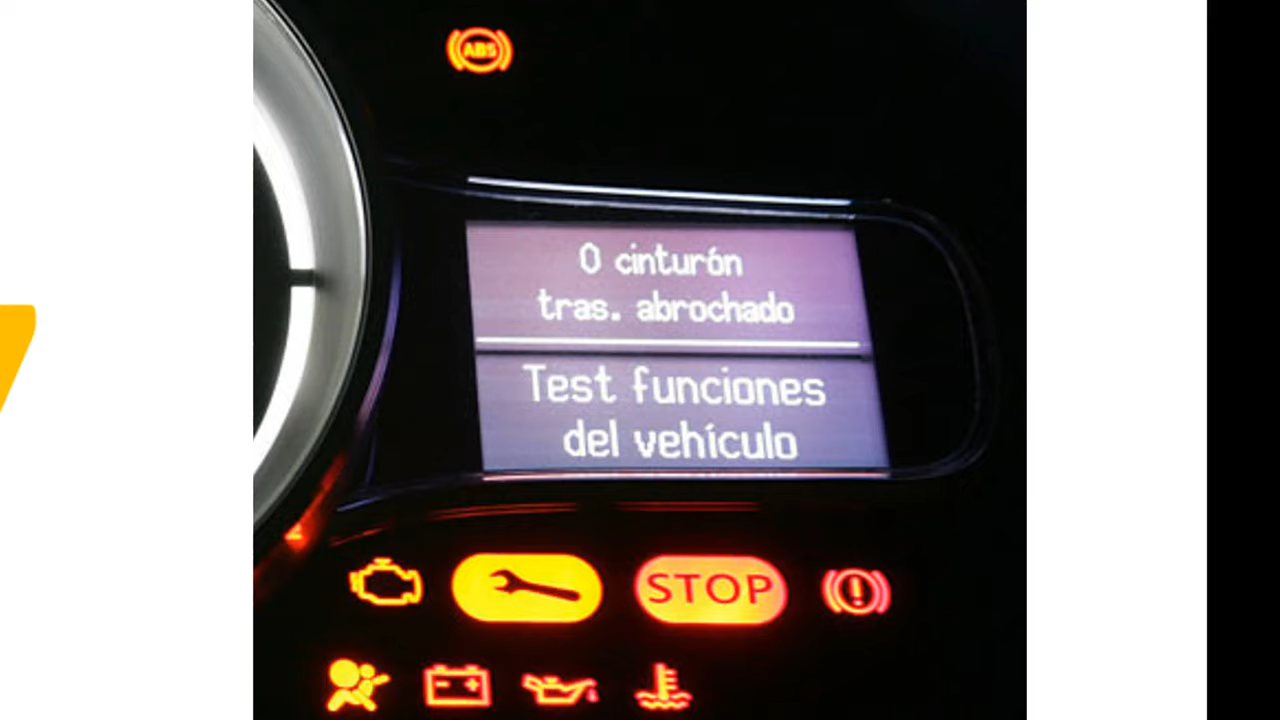 ABS
0 cinturón
tras. abrochado
Test funciones
del vehículo
STOP